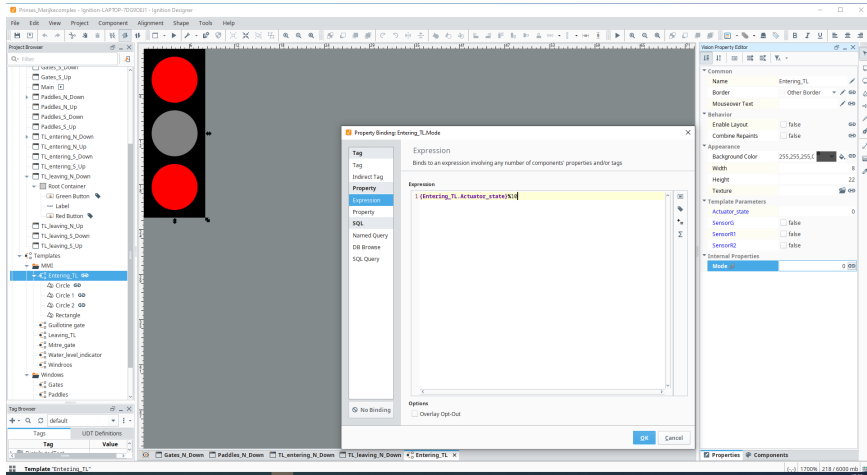 Prinses_Marijkecomplex - Ignition-LAPTOP-7D09OID1 - Ignition Designer
File Edit View Project Component Alignment Shape Tools Help
Project Browser
Filter
Gates_S_Down
Gates_S_Up
Main
Paddles_N_Down
Paddles_N_Up
Paddles_S_Down
Paddles_S_Up
TL_entering_N_Down
TL_entering_N_Up
TL_entering_S_Down
TL_entering_S_Up
TL_leaving_N_Down
Root Container
Green Button
Label
Red Button
TL_leaving_N_Up
TL_leaving_S_Down
TL_leaving_S_Up
Templates
MMI
Entering_TL
Circle
Circle 1
Circle 2
Rectangle
Guillotine gate
Leaving_TL
Mitre_gate
Water_level_indicator
Windroos
Windows
Gates
Paddles
Tag Browser
default
Tags UDT Definitions
Tag Value
Property Binding: Entering_TL.Mode
Tag
Tag
Indirect Tag
Property
Expression
Property
SQL
Named Query
DB Browse
SQL Query
No Binding
Expression
Binds to an expression involving any number of components' properties and/or tags
Expression
1 {Entering_TL.Actuator_state}%10
Options
Overlay Opt-Out
OK Cancel
Vision Property Editor
Common
Name Entering_TL
Border Other Border
Mouseover Text
Behavior
Enable Layout false
Combine Repaints false
Appearance
Background Color 255,255,255,0
Width 8
Height 22
Texture
Template Parameters
Actuator_state 0
SensorG false
SensorR1 false
SensorR2 false
Internal Properties
Mode 0
Gates_N_Down Paddles_N_Down TL_entering_N_Down TL_leaving_N_Down Entering_TL
Properties Components
Template "Entering_TL"
(-,-) 1700% 218 / 6000 mb